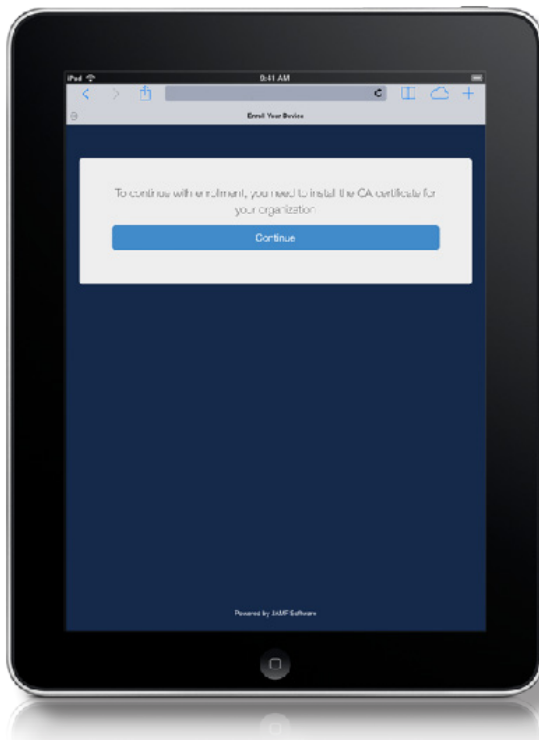 iPad 9:41 AM
Enroll Your Device
To continue with enrollment, you need to install the CA certificate for
your organization
Continue
Powered by JAMF Software